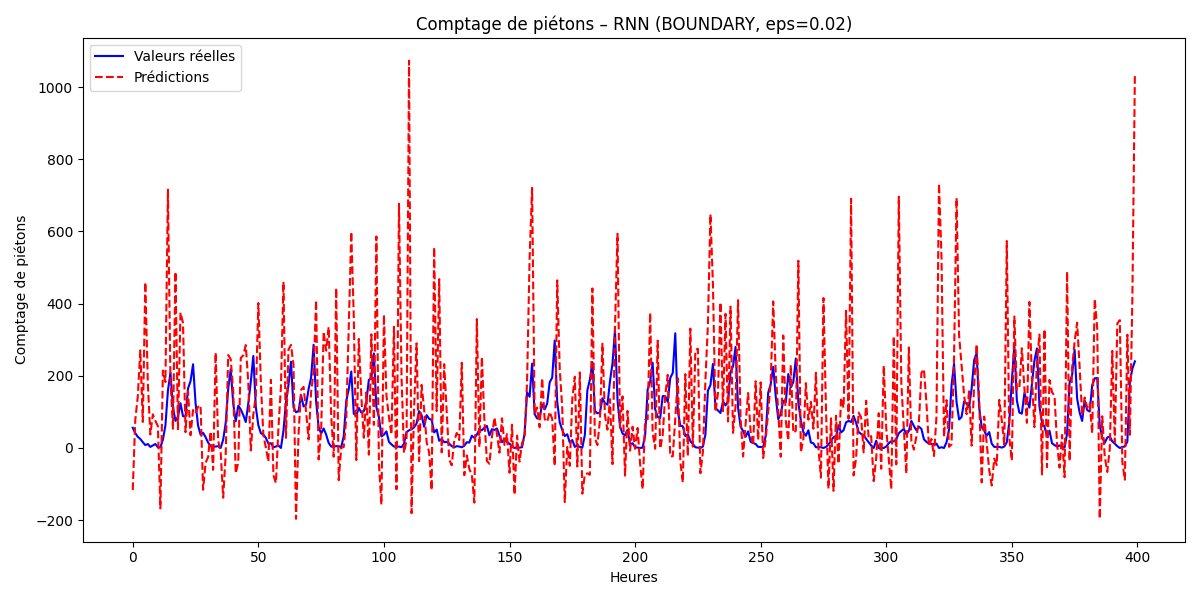 Comptage de piétons – RNN (BOUNDARY, eps=0.02)
Valeurs réelles
Prédictions
Comptage de piétons
1000
800
600
400
200
0
−200
0 50 100 150 200 250 300 350 400
Heures